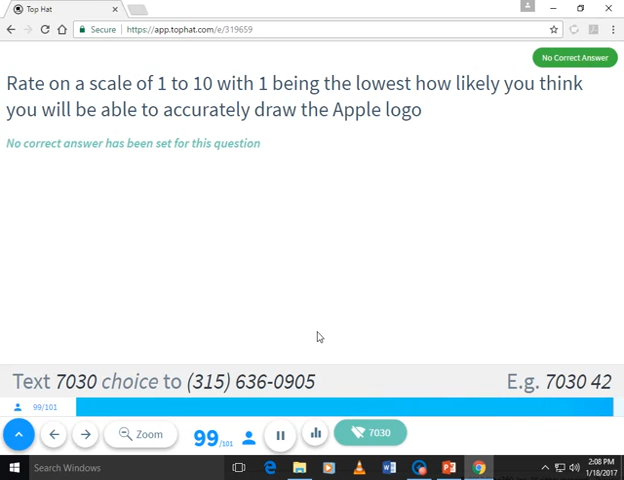 Top Hat
Secure
https://app.tophat.com/e/319659
No Correct Answer
Rate on a scale of 1 to 10 with 1 being the lowest how likely you think
you will be able to accurately draw the Apple logo
No correct answer has been set for this question
Text 7030 choice to (315) 636-0905
E.g. 7030 42
99/101
Zoom
99/101
7030
Search Windows
2:08 PM
1/18/2017